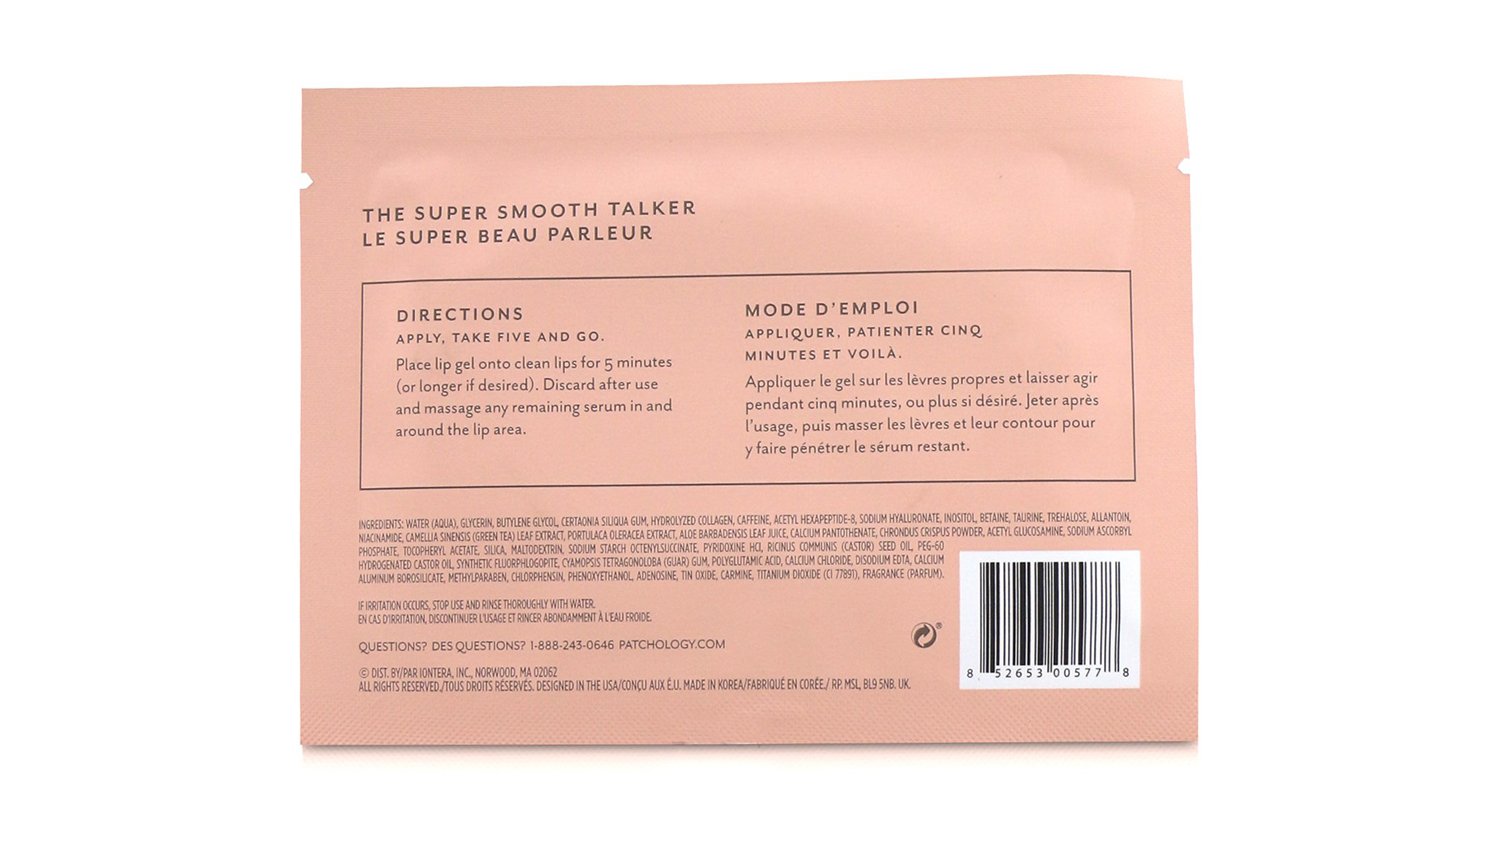 THE SUPER SMOOTH TALKER
LE SUPER BEAU PARLEUR
DIRECTIONS
APPLY, TAKE FIVE AND GO.
Place lip gel onto clean lips for 5 minutes
(or longer if desired). Discard after use
and massage any remaining serum in and
around the lip area.
MODE D'EMPLOI
APPLIQUER, PATIENTER CINQ
MINUTES ET VOILÀ.
Appliquer le gel sur les lèvres propres et laisser agir
pendant cinq minutes, ou plus si désiré. Jeter après
l'usage, puis masser les lèvres et leur contour pour
y faire pénétrer le sérum restant.
INGREDIENTS: WATER (AQUA), GLYCERIN, BUTYLENE GLYCOL, CERTAONIA SILIQUA GUM, HYDROLYZED COLLAGEN, CAFFEINE, ACETYL HEXAPEPTIDE-8, SODIUM HYALURONATE, INOSITOL, BETAINE, TAURINE, TREHALOSE, ALLANTOIN,
NIACINAMIDE, CAMELLIA SINENSIS (GREEN TEA) LEAF EXTRACT, PORTULACA OLERACEA EXTRACT, ALOE BARBADENSIS LEAF JUICE, CALCIUM PANTOTHENATE, CHRONDUS CRISPUS POWDER, ACETYL GLUCOSAMINE, SODIUM ASCORBYL
PHOSPHATE, TOCOPHERYL ACETATE, SILICA, MALTODEXTRIN, SODIUM STARCH OCTENYLSUCCINATE, PYRIDOXINE HCl, RICINUS COMMUNIS (CASTOR) SEED OIL, PEG-60
HYDROGENATED CASTOR OIL, SYNTHETIC FLUORPHLOGOPITE, CYAMOPSIS TETRAGONOLOBA (GUAR) GUM, POLYGLUTAMIC ACID, CALCIUM CHLORIDE, DISODIUM EDTA, CALCIUM
ALUMINUM BOROSILICATE, METHYLPARABEN, CHLORPHENSIN, PHENOXYETHANOL, ADENOSINE, TIN OXIDE, CARMINE, TITANIUM DIOXIDE (CI 77891), FRAGRANCE (PARFUM).
IF IRRITATION OCCURS, STOP USE AND RINSE THOROUGHLY WITH WATER.
EN CAS D'IRRITATION, DISCONTINUER L'USAGE ET RINCER ABONDAMMENT À L'EAU FROIDE.
QUESTIONS? DES QUESTIONS? 1-888-243-0646 PATCHOLOGY.COM
© DIST. BY/PAR IONTERA, INC., NORWOOD, MA 02062
ALL RIGHTS RESERVED./TOUS DROITS RÉSERVÉS. DESIGNED IN THE USA/CONÇU AUX É.U. MADE IN KOREA/FABRIQUÉ EN CORÉE./ RP. MSL, BL9 5NB. UK.
®
8 52653 00577 8